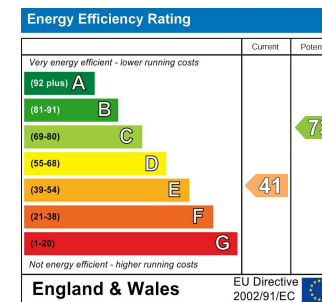 Energy Efficiency Rating
Current
Very energy efficient - lower running costs
(92 plus) A
(81-91) B
(69-80) C
(55-68) D
(39-54) E
41
(21-38) F
(1-20) G
Not energy efficient - higher running costs
England & Wales
EU Directive
2002/91/EC